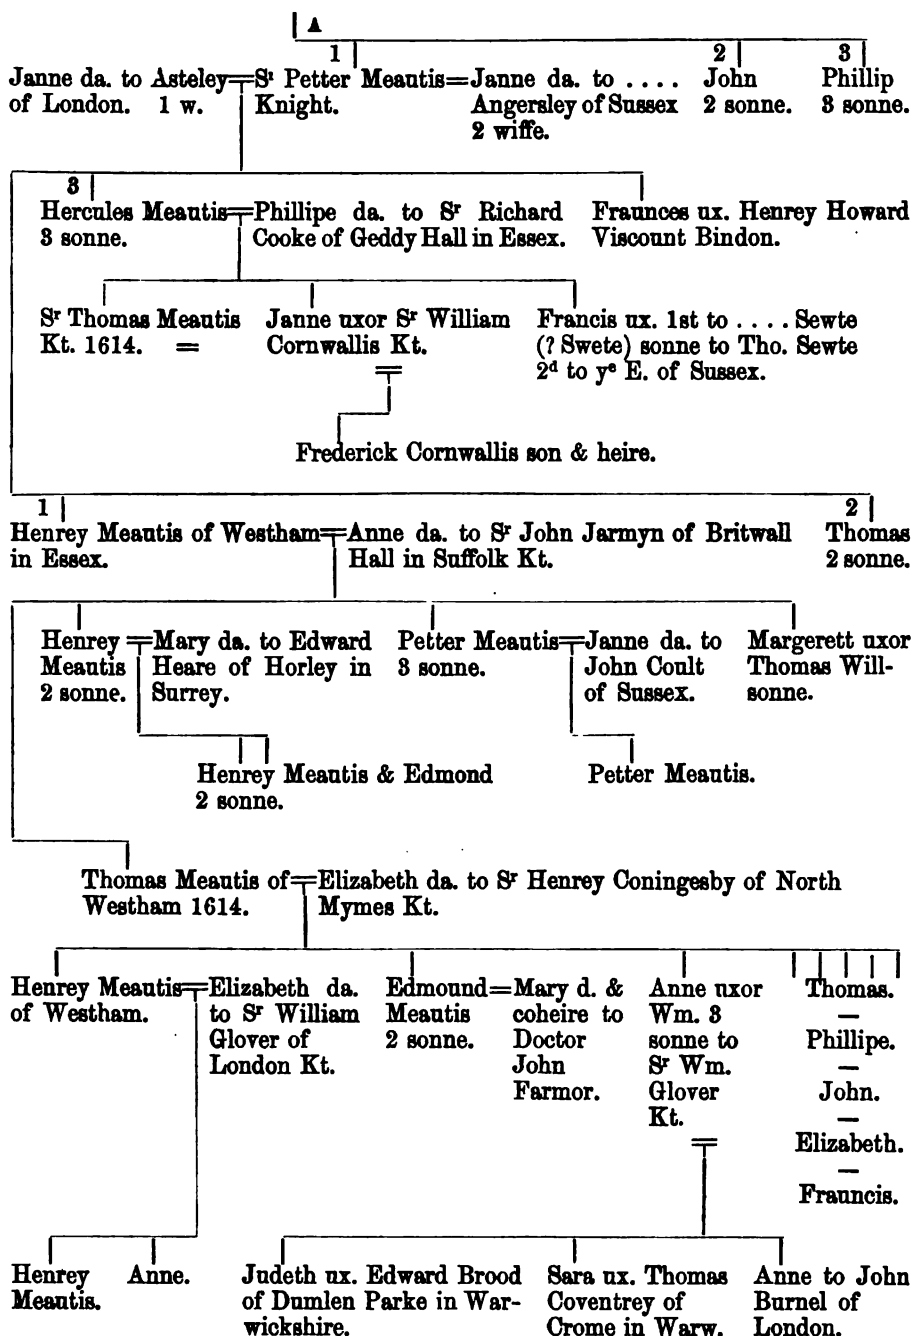 A
1 2 3
Janne da. to Asteley = Sr Petter Meautis = Janne da. to .... John Phillip
of London. 1 w. Knight. Angersley of Sussex 2 sonne. 3 sonne.
2 wiffe.
3
Hercules Meautis = Phillipe da. to Sr Richard Fraunces ux. Henrey Howard
3 sonne. Cooke of Geddy Hall in Essex. Viscount Bindon.
Sr Thomas Meautis Janne uxor Sr William Francis ux. 1st to .... Sewte
Kt. 1614. = Cornwallis Kt. (? Swete) sonne to Tho. Sewte
= 2d to ye E. of Sussex.
Frederick Cornwallis son & heire.
1 2
Henrey Meautis of Westham = Anne da. to Sr John Jarmyn of Britwall Thomas
in Essex. Hall in Suffolk Kt. 2 sonne.
Henrey = Mary da. to Edward Petter Meautis = Janne da. to Margerett uxor
Meautis Heare of Horley in 3 sonne. John Coult Thomas Will-
2 sonne. Surrey. of Sussex. sonne.
Henrey Meautis & Edmond Petter Meautis.
2 sonne.
Thomas Meautis of = Elizabeth da. to Sr Henrey Coningesby of North
Westham 1614. Mymes Kt.
Henrey Meautis = Elizabeth da. Edmound = Mary d. & Anne uxor Thomas.
of Westham. to Sr William Meautis coheire to Wm. 3 —
Glover of 2 sonne. Doctor sonne to Phillipe.
London Kt. John Sr Wm. —
Farmor. Glover John.
Kt. —
= Elizabeth.
—
Frauncis.
Henrey Anne. Judeth ux. Edward Brood Sara ux. Thomas Anne to John
Meautis. of Dumlen Parke in War- Coventrey of Burnel of
wickshire. Crome in Warw. London.